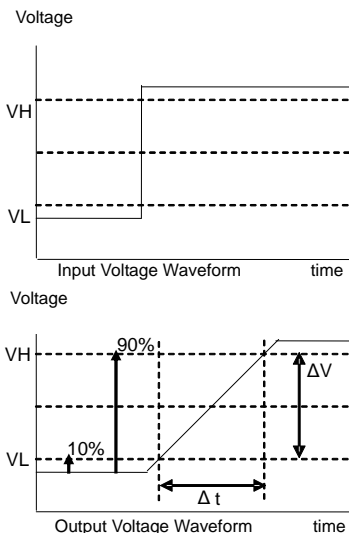 Voltage
VH
VL
Input Voltage Waveform time
Voltage
90%
VH
ΔV
10%
VL
Δ t
Output Voltage Waveform time